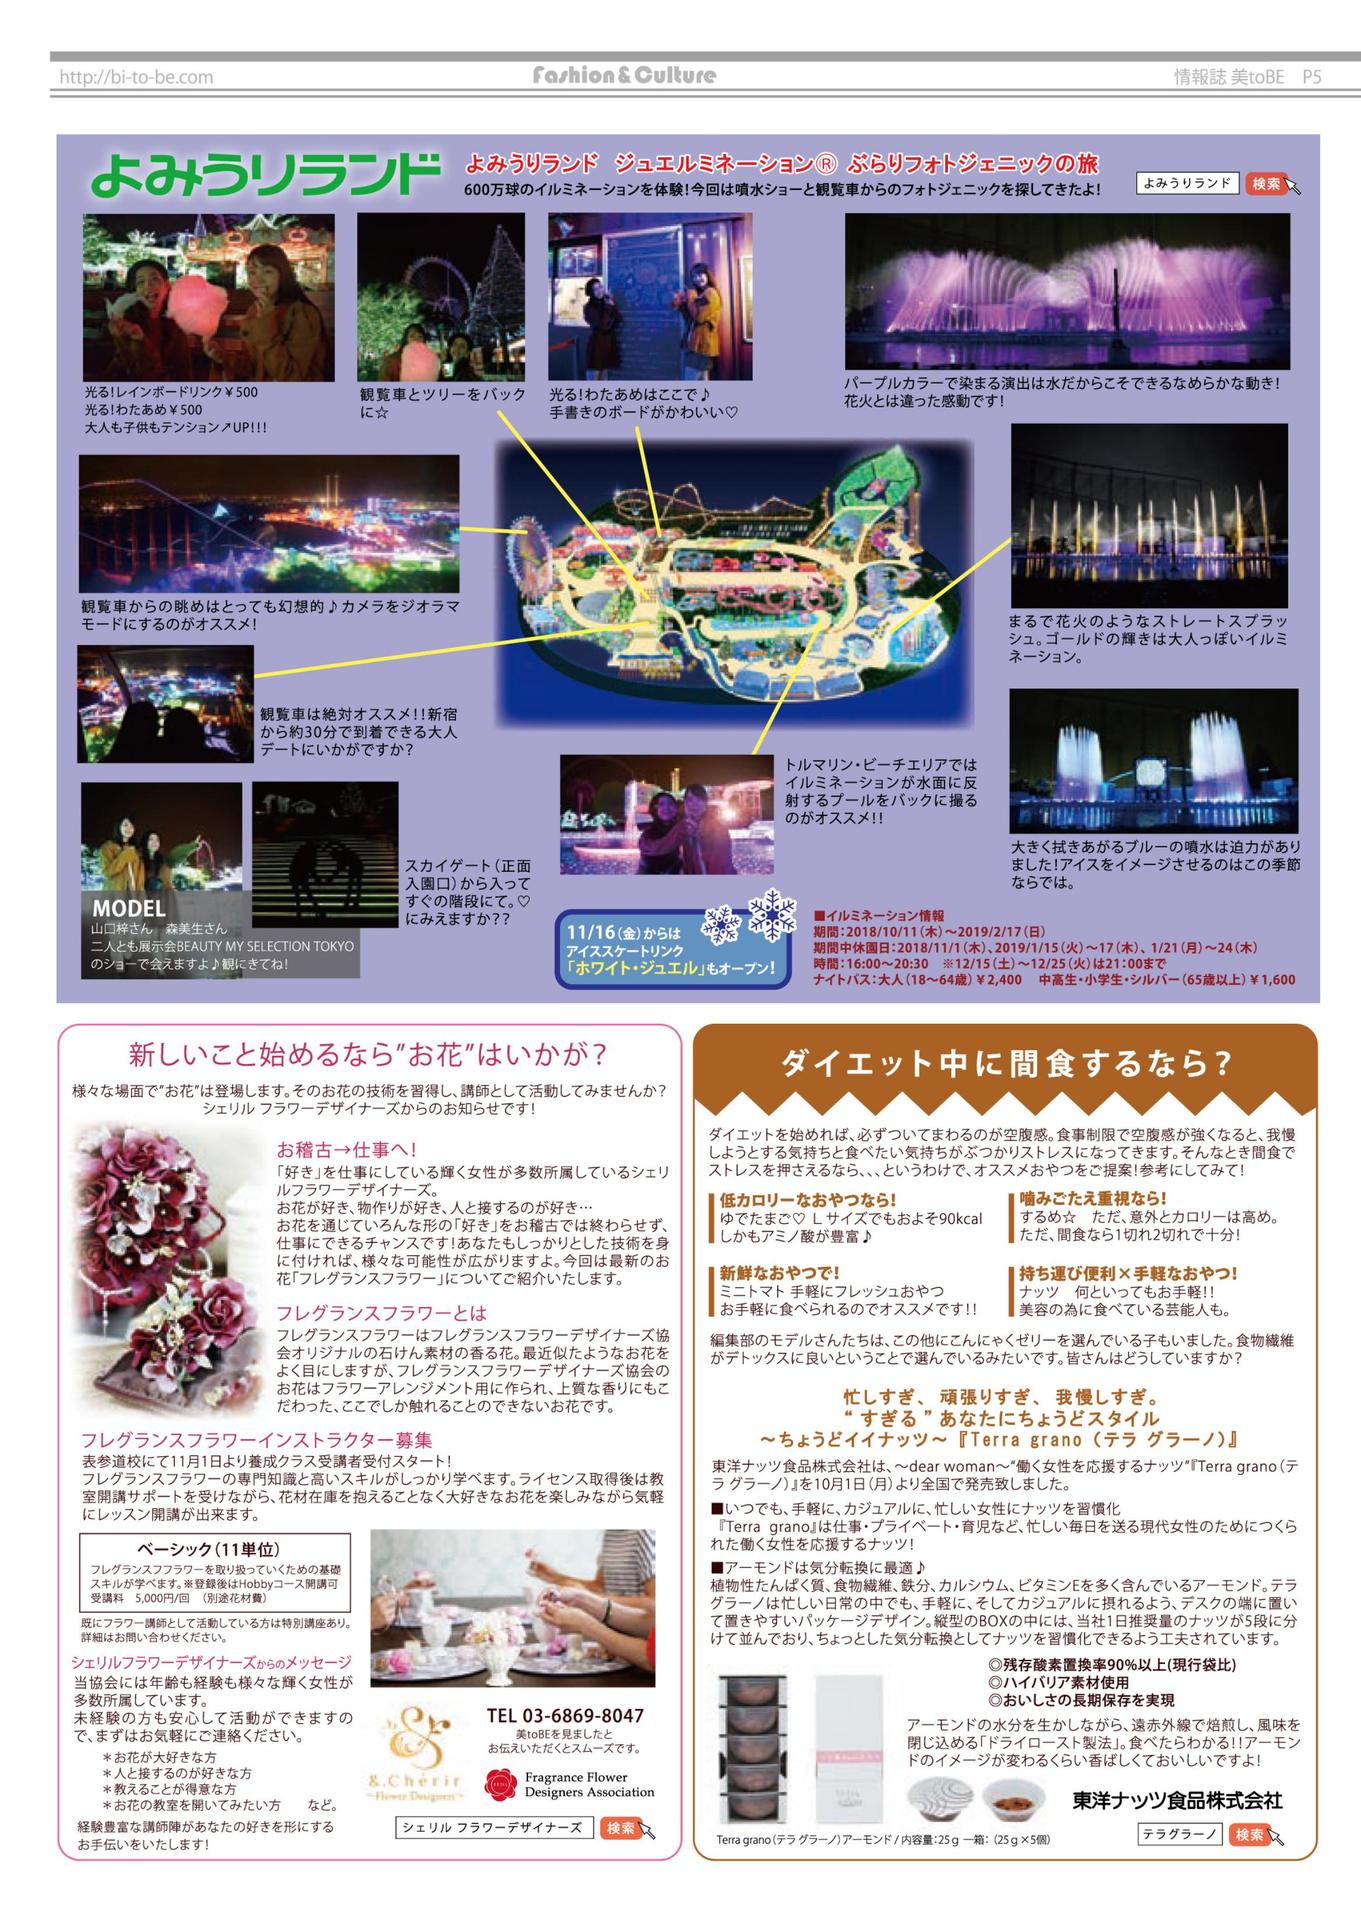 http://bi-to-be.com
Fashion&Culture
情報誌 美toBE　P5
よみうりランド
よみうりランド　ジュエルミネーション® ぶらりフォトジェニックの旅
600万球のイルミネーションを体験!今回は噴水ショーと観覧車からのフォトジェニックを探してきたよ!
よみうりランド 検索
光る!レインボードリンク¥500
光る!わたあめ¥500
大人も子供もテンション↗UP!!!
観覧車とツリーをバック
に☆
光る!わたあめはここで♪
手書きのボードがかわいい♡
パープルカラーで染まる演出は水だからこそできるなめらかな動き!
花火とは違った感動です!
観覧車からの眺めはとっても幻想的♪カメラをジオラマ
モードにするのがオススメ!
まるで花火のようなストレートスプラッ
シュ。ゴールドの輝きは大人っぽいイルミ
ネーション。
観覧車は絶対オススメ!!新宿
から約30分で到着できる大人
デートにいかがですか?
トルマリン・ビーチエリアでは
イルミネーションが水面に反
射するプールをバックに撮る
のがオススメ!!
大きく拭きあがるブルーの噴水は迫力があり
ました!アイスをイメージさせるのはこの季節
ならでは。
スカイゲート(正面
入園口)から入って
すぐの階段にて。♡
にみえますか??
MODEL
山口梓さん　森美生さん
二人とも展示会BEAUTY MY SELECTION TOKYO
のショーで会えますよ♪観にきてね!
11/16(金)からは
アイススケートリンク
「ホワイト・ジュエル」もオープン!
■イルミネーション情報
期間:2018/10/11(木)〜2019/2/17(日)
期間中休園日:2018/11/1(木)、2019/1/15(火)〜17(木)、1/21(月)〜24(木)
時間:16:00〜20:30　※12/15(土)〜12/25(火)は21:00まで
ナイトパス:大人(18〜64歳)¥2,400　中高生・小学生・シルバー(65歳以上)¥1,600
新しいこと始めるなら"お花"はいかが?
様々な場面で"お花"は登場します。そのお花の技術を習得し、講師として活動してみませんか?
シェリル フラワーデザイナーズからのお知らせです!
お稽古→仕事へ!
「好き」を仕事にしている輝く女性が多数所属しているシェリ
ルフラワーデザイナーズ。
お花が好き、物作りが好き、人と接するのが好き…
お花を通じていろんな形の「好き」をお稽古では終わらせず、
仕事にできるチャンスです!あなたもしっかりとした技術を身
に付ければ、様々な可能性が広がりますよ。今回は最新のお
花「フレグランスフラワー」についてご紹介いたします。
フレグランスフラワーとは
フレグランスフラワーはフレグランスフラワーデザイナーズ協
会オリジナルの石けん素材の香る花。最近似たようなお花を
よく目にしますが、フレグランスフラワーデザイナーズ協会の
お花はフラワーアレンジメント用に作られ、上質な香りにもこ
だわった、ここでしか触れることのできないお花です。
フレグランスフラワーインストラクター募集
表参道校にて11月1日より養成クラス受講者受付スタート!
フレグランスフラワーの専門知識と高いスキルがしっかり学べます。ライセンス取得後は教
室開講サポートを受けながら、花材在庫を抱えることなく大好きなお花を楽しみながら気軽
にレッスン開講が出来ます。
ベーシック(11単位)
フレグランスフフラワーを取り扱っていくための基礎
スキルが学べます。※登録後はHobbyコース開講可
受講料　5,000円/回　(別途花材費)
既にフラワー講師として活動している方は特別講座あり。
詳細はお問い合わせください。
シェリルフラワーデザイナーズからのメッセージ
当協会には年齢も経験も様々な輝く女性が
多数所属しています。
未経験の方も安心して活動ができますの
で、まずはお気軽にご連絡ください。
＊お花が大好きな方
＊人と接するのが好きな方
＊教えることが得意な方
＊お花の教室を開いてみたい方　　など。
経験豊富な講師陣があなたの好きを形にする
お手伝いをいたします!
&.Chérir
~Flower Designers~
TEL 03-6869-8047
美toBEを見ましたと
お伝えいただくとスムーズです。
Fragrance Flower
Designers Association
シェリル フラワーデザイナーズ 検索
ダイエット中に間食するなら?
ダイエットを始めれば、必ずついてまわるのが空腹感。食事制限で空腹感が強くなると、我慢
しようとする気持ちと食べたい気持ちがぶつかりストレスになってきます。そんなとき間食で
ストレスを押さえるなら、、、というわけで、オススメおやつをご提案!参考にしてみて!
低カロリーなおやつなら!
ゆでたまご♡ Lサイズでもおよそ90kcal
しかもアミノ酸が豊富♪
噛みごたえ重視なら!
するめ☆　ただ、意外とカロリーは高め。
ただ、間食なら1切れ2切れで十分!
新鮮なおやつで!
ミニトマト 手軽にフレッシュおやつ
お手軽に食べられるのでオススメです!!
持ち運び便利×手軽なおやつ!
ナッツ　何といってもお手軽!!
美容の為に食べている芸能人も。
編集部のモデルさんたちは、この他にこんにゃくゼリーを選んでいる子もいました。食物繊維
がデトックスに良いということで選んでいるみたいです。皆さんはどうしていますか?
忙しすぎ、頑張りすぎ、我慢しすぎ。
“すぎる”あなたにちょうどスタイル
〜ちょうどイイナッツ〜『Terra grano(テラ グラーノ)』
東洋ナッツ食品株式会社は、〜dear woman〜“働く女性を応援するナッツ”『Terra grano(テ
ラ グラーノ)』を10月1日(月)より全国で発売致しました。
■いつでも、手軽に、カジュアルに、忙しい女性にナッツを習慣化
『Terra grano』は仕事・プライベート・育児など、忙しい毎日を送る現代女性のためにつくら
れた働く女性を応援するナッツ!
■アーモンドは気分転換に最適♪
植物性たんぱく質、食物繊維、鉄分、カルシウム、ビタミンEを多く含んでいるアーモンド。テラ
グラーノは忙しい日常の中でも、手軽に、そしてカジュアルに摂れるよう、デスクの端に置い
て置きやすいパッケージデザイン。縦型のBOXの中には、当社1日推奨量のナッツが5段に分
けて並んでおり、ちょっとした気分転換としてナッツを習慣化できるよう工夫されています。
◎残存酸素置換率90%以上(現行袋比)
◎ハイバリア素材使用
◎おいしさの長期保存を実現
アーモンドの水分を生かしながら、遠赤外線で焙煎し、風味を
閉じ込める「ドライロースト製法」。食べたらわかる!!アーモン
ドのイメージが変わるくらい香ばしくておいしいですよ!
東洋ナッツ食品株式会社
Terra grano(テラ グラーノ)アーモンド / 内容量:25g 一箱:(25g×5個)
テラグラーノ 検索